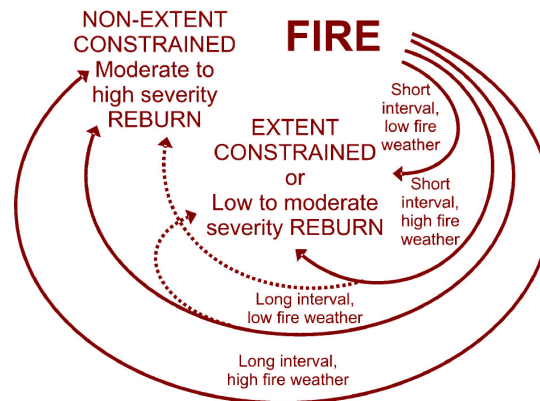 NON-EXTENT
CONSTRAINED
Moderate to
high severity
REBURN
FIRE
Short
interval,
low fire
weather
EXTENT
CONSTRAINED
or
Low to moderate
severity REBURN
Short
interval,
high fire
weather
Long interval,
low fire weather
Long interval,
high fire weather